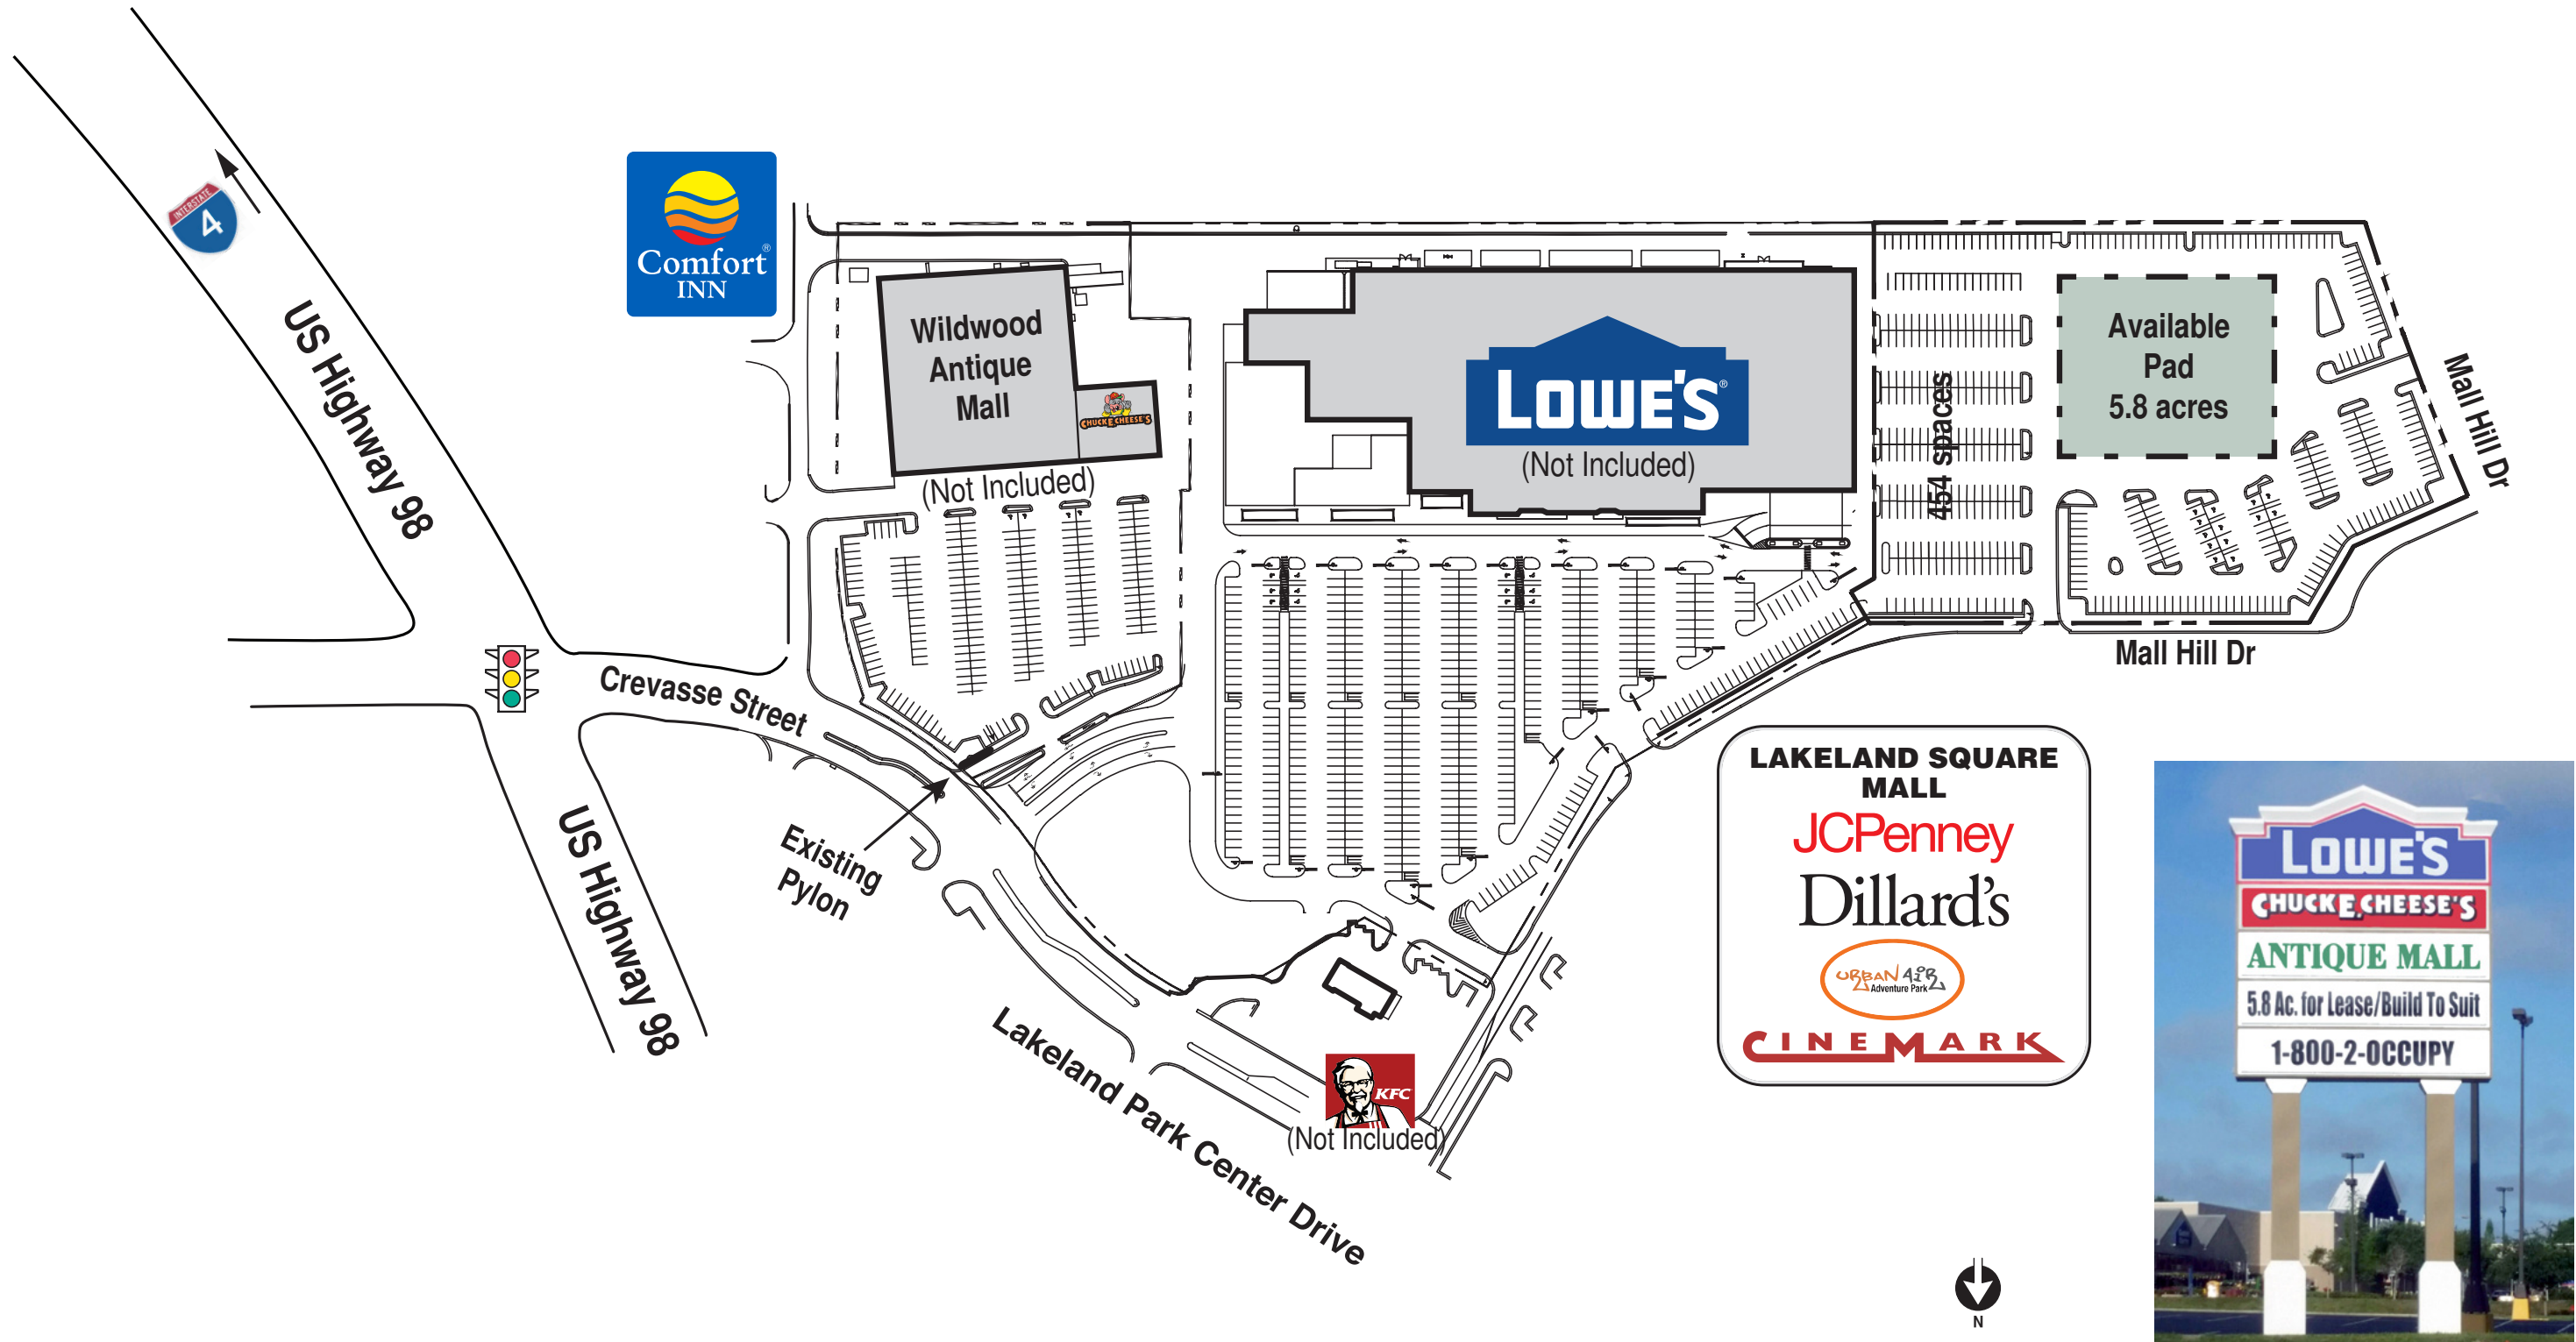 INTERSTATE
4
US Highway 98
Comfort®
INN
Wildwood
Antique
Mall
CHUCK E. CHEESE'S
(Not Included)
LOWE'S®
(Not Included)
454 spaces
Available
Pad
5.8 acres
Mall Hill Dr
Mall Hill Dr
Crevasse Street
US Highway 98
Existing
Pylon
Lakeland Park Center Drive
KFC
(Not Included)
LAKELAND SQUARE
MALL
JCPenney
Dillard's
URBAN AIR
Adventure Park
CINEMARK
N
LOWE'S
CHUCK E. CHEESE'S
ANTIQUE MALL
5.8 Ac. for Lease/Build To Suit
1-800-2-OCCUPY